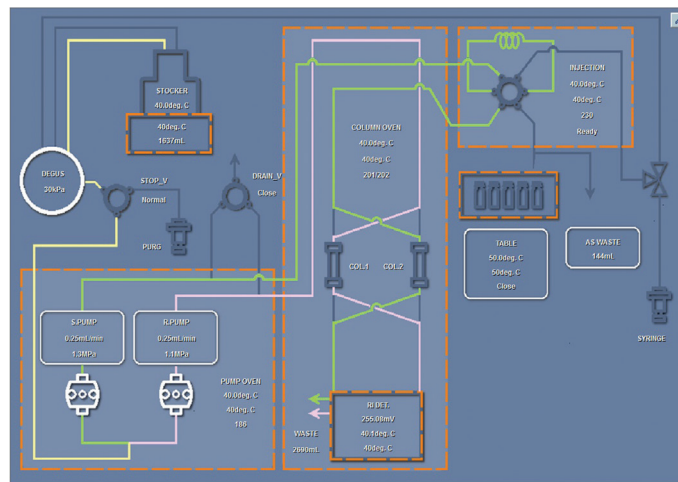 STOCKER
40.0deg. C
40deg. C
1637mL
DEGUS
30kPa
STOP_V
Normal
PURG
DRAIN_V
Close
COLUMN OVEN
40.0deg. C
40deg. C
201/202
COL.1
COL.2
INJECTION
40.0deg. C
40deg. C
230
Ready
TABLE
50.0deg. C
50deg. C
Close
AS WASTE
144mL
SYRINGE
S.PUMP
0.25mL/min
1.3MPa
R.PUMP
0.25mL/min
1.1MPa
PUMP OVEN
40.0deg. C
40deg. C
186
WASTE
2690mL
RI DET.
255.08mV
40.1deg. C
40deg. C